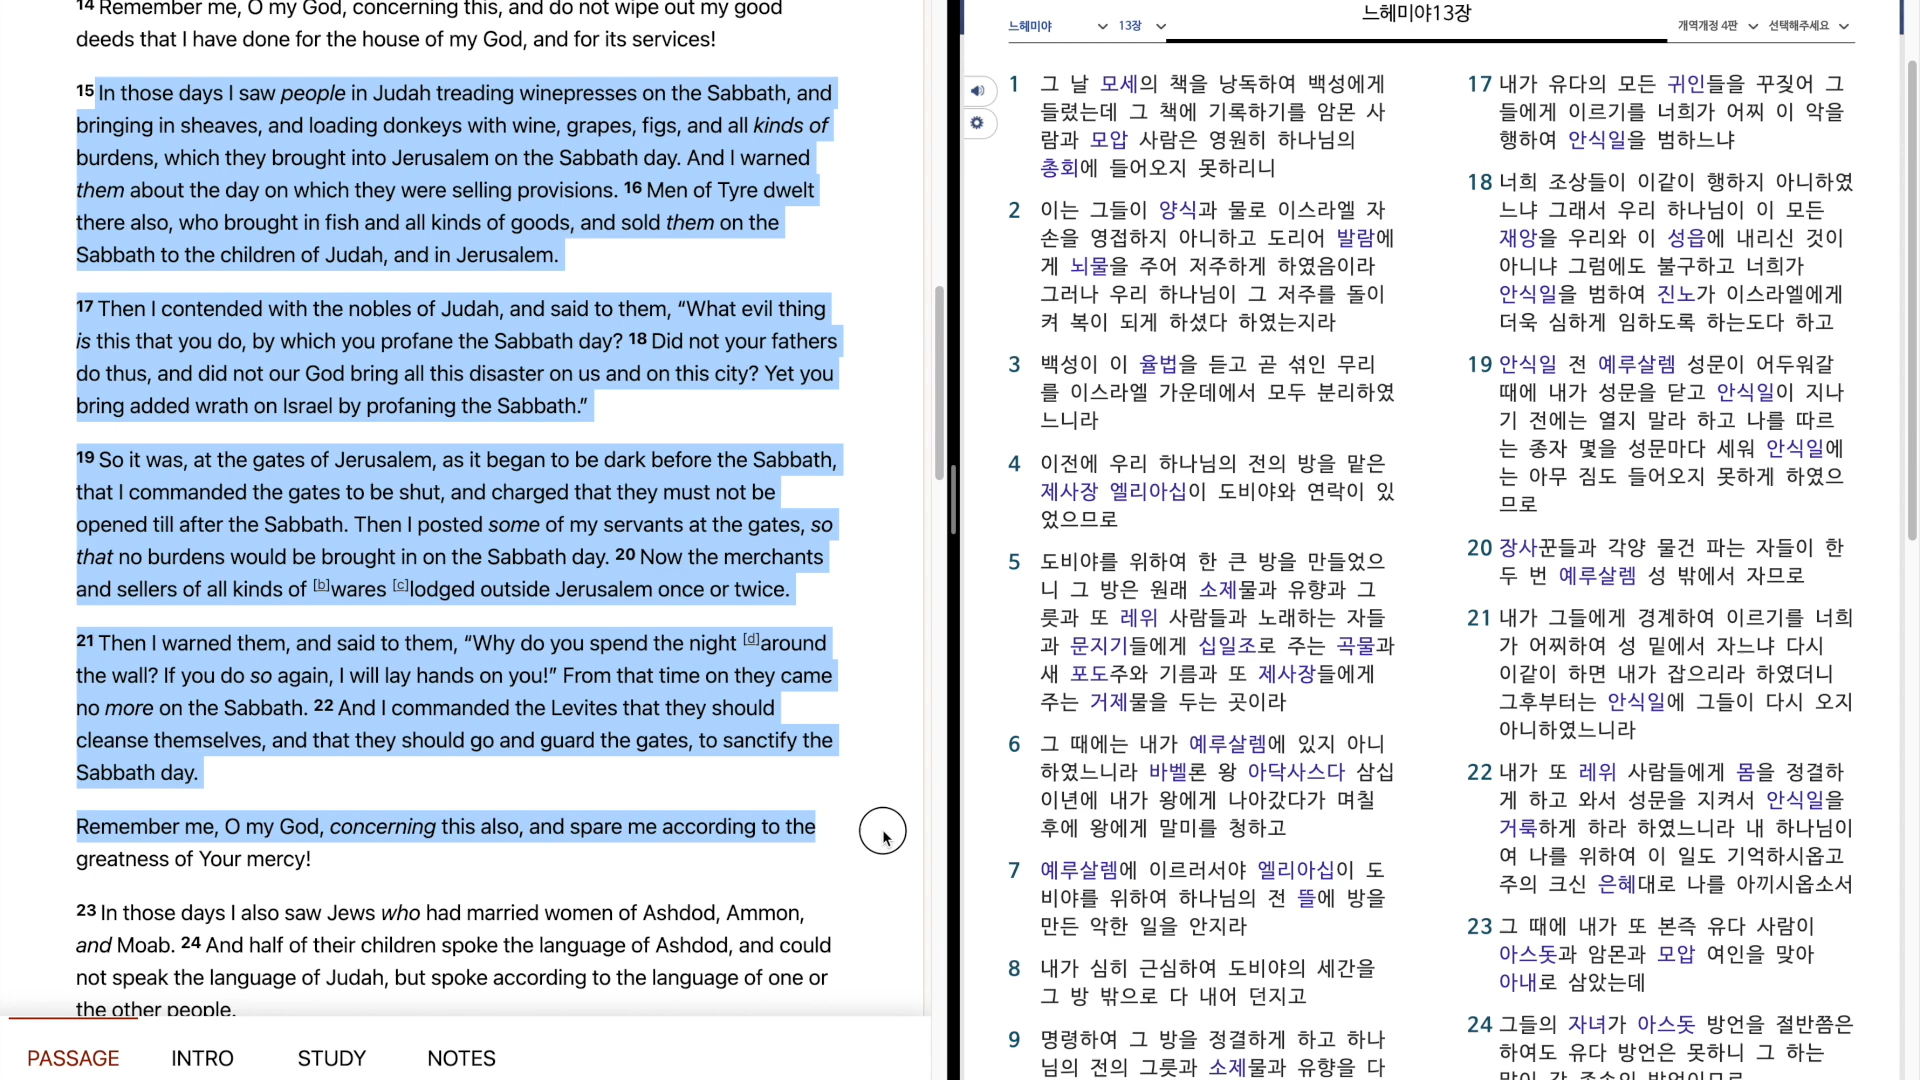 14 Remember me, O my God, concerning this, and do not wipe out my good
deeds that I have done for the house of my God, and for its services!
15 In those days I saw people in Judah treading winepresses on the Sabbath, and
bringing in sheaves, and loading donkeys with wine, grapes, figs, and all kinds of
burdens, which they brought into Jerusalem on the Sabbath day. And I warned
them about the day on which they were selling provisions. 16 Men of Tyre dwelt
there also, who brought in fish and all kinds of goods, and sold them on the
Sabbath to the children of Judah, and in Jerusalem.
17 Then I contended with the nobles of Judah, and said to them, “What evil thing
is this that you do, by which you profane the Sabbath day? 18 Did not your fathers
do thus, and did not our God bring all this disaster on us and on this city? Yet you
bring added wrath on Israel by profaning the Sabbath.”
19 So it was, at the gates of Jerusalem, as it began to be dark before the Sabbath,
that I commanded the gates to be shut, and charged that they must not be
opened till after the Sabbath. Then I posted some of my servants at the gates, so
that no burdens would be brought in on the Sabbath day. 20 Now the merchants
and sellers of all kinds of [b]wares [c]lodged outside Jerusalem once or twice.
21 Then I warned them, and said to them, “Why do you spend the night [d]around
the wall? If you do so again, I will lay hands on you!” From that time on they came
no more on the Sabbath. 22 And I commanded the Levites that they should
cleanse themselves, and that they should go and guard the gates, to sanctify the
Sabbath day.
Remember me, O my God, concerning this also, and spare me according to the
greatness of Your mercy!
23 In those days I also saw Jews who had married women of Ashdod, Ammon,
and Moab. 24 And half of their children spoke the language of Ashdod, and could
not speak the language of Judah, but spoke according to the language of one or
the other people.
PASSAGE INTRO STUDY NOTES
느헤미야 13장 느헤미야13장 개역개정 4판 선택해주세요
1 그 날 모세의 책을 낭독하여 백성에게
들렸는데 그 책에 기록하기를 암몬 사
람과 모압 사람은 영원히 하나님의
총회에 들어오지 못하리니
2 이는 그들이 양식과 물로 이스라엘 자
손을 영접하지 아니하고 도리어 발람에
게 뇌물을 주어 저주하게 하였음이라
그러나 우리 하나님이 그 저주를 돌이
켜 복이 되게 하셨다 하였는지라
3 백성이 이 율법을 듣고 곧 섞인 무리
를 이스라엘 가운데에서 모두 분리하였
느니라
4 이전에 우리 하나님의 전의 방을 맡은
제사장 엘리아십이 도비야와 연락이 있
었으므로
5 도비야를 위하여 한 큰 방을 만들었으
니 그 방은 원래 소제물과 유향과 그
릇과 또 레위 사람들과 노래하는 자들
과 문지기들에게 십일조로 주는 곡물과
새 포도주와 기름과 또 제사장들에게
주는 거제물을 두는 곳이라
6 그 때에는 내가 예루살렘에 있지 아니
하였느니라 바벨론 왕 아닥사스다 삼십
이년에 내가 왕에게 나아갔다가 며칠
후에 왕에게 말미를 청하고
7 예루살렘에 이르러서야 엘리아십이 도
비야를 위하여 하나님의 전 뜰에 방을
만든 악한 일을 안지라
8 내가 심히 근심하여 도비야의 세간을
그 방 밖으로 다 내어 던지고
9 명령하여 그 방을 정결하게 하고 하나
님의 전의 그릇과 소제물과 유향을 다
17 내가 유다의 모든 귀인들을 꾸짖어 그
들에게 이르기를 너희가 어찌 이 악을
행하여 안식일을 범하느냐
18 너희 조상들이 이같이 행하지 아니하였
느냐 그래서 우리 하나님이 이 모든
재앙을 우리와 이 성읍에 내리신 것이
아니냐 그럼에도 불구하고 너희가
안식일을 범하여 진노가 이스라엘에게
더욱 심하게 임하도록 하는도다 하고
19 안식일 전 예루살렘 성문이 어두워갈
때에 내가 성문을 닫고 안식일이 지나
기 전에는 열지 말라 하고 나를 따르
는 종자 몇을 성문마다 세워 안식일에
는 아무 짐도 들어오지 못하게 하였으
므로
20 장사꾼들과 각양 물건 파는 자들이 한
두 번 예루살렘 성 밖에서 자므로
21 내가 그들에게 경계하여 이르기를 너희
가 어찌하여 성 밑에서 자느냐 다시
이같이 하면 내가 잡으리라 하였더니
그후부터는 안식일에 그들이 다시 오지
아니하였느니라
22 내가 또 레위 사람들에게 몸을 정결하
게 하고 와서 성문을 지켜서 안식일을
거룩하게 하라 하였느니라 내 하나님이
여 나를 위하여 이 일도 기억하시옵고
주의 크신 은혜대로 나를 아끼시옵소서
23 그 때에 내가 또 본즉 유다 사람이
아스돗과 암몬과 모압 여인을 맞아
아내로 삼았는데
24 그들의 자녀가 아스돗 방언을 절반쯤은
하여도 유다 방언은 못하니 그 하는